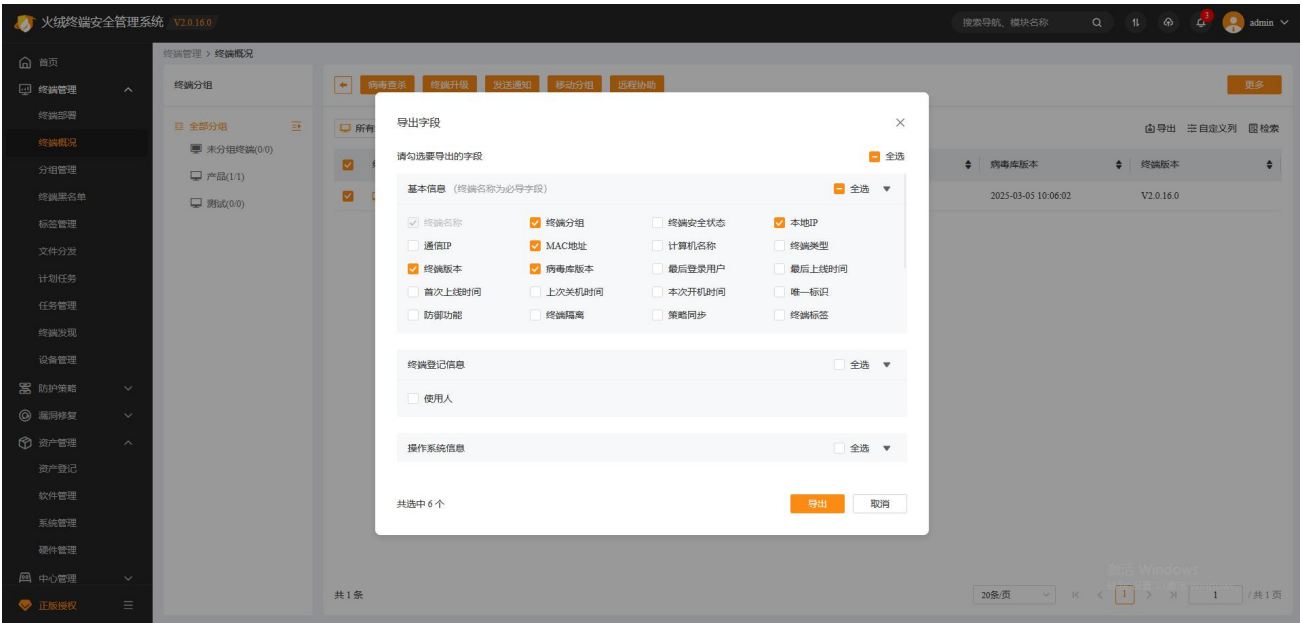 火绒终端安全管理系统 V2.0.16.0
搜索导航、模块名称
3
admin
首页
终端管理
终端部署
终端概况
分组管理
终端黑名单
标签管理
文件分发
计划任务
任务管理
终端发现
设备管理
防护策略
漏洞修复
资产管理
资产登记
软件管理
系统管理
硬件管理
中心管理
正版授权
终端管理 > 终端概况
终端分组
全部分组
未分组终端(0/0)
产品(1/1)
测试(0/0)
病毒查杀 终端升级 发送通知 移动分组 远程协助 更多
所有
导出 自定义列 检索
病毒库版本 终端版本
2025-03-05 10:06:02 V2.0.16.0
导出字段
请勾选要导出的字段 全选
基本信息 (终端名称为必导字段) 全选
终端名称 终端分组 终端安全状态 本地IP
通信IP MAC地址 计算机名称 终端类型
终端版本 病毒库版本 最后登录用户 最后上线时间
首次上线时间 上次关机时间 本次开机时间 唯一标识
防御功能 终端隔离 策略同步 终端标签
终端登记信息 全选
使用人
操作系统信息 全选
共选中 6 个 导出 取消
激活 Windows
共 1 条 20条/页 1 1 / 共 1 页